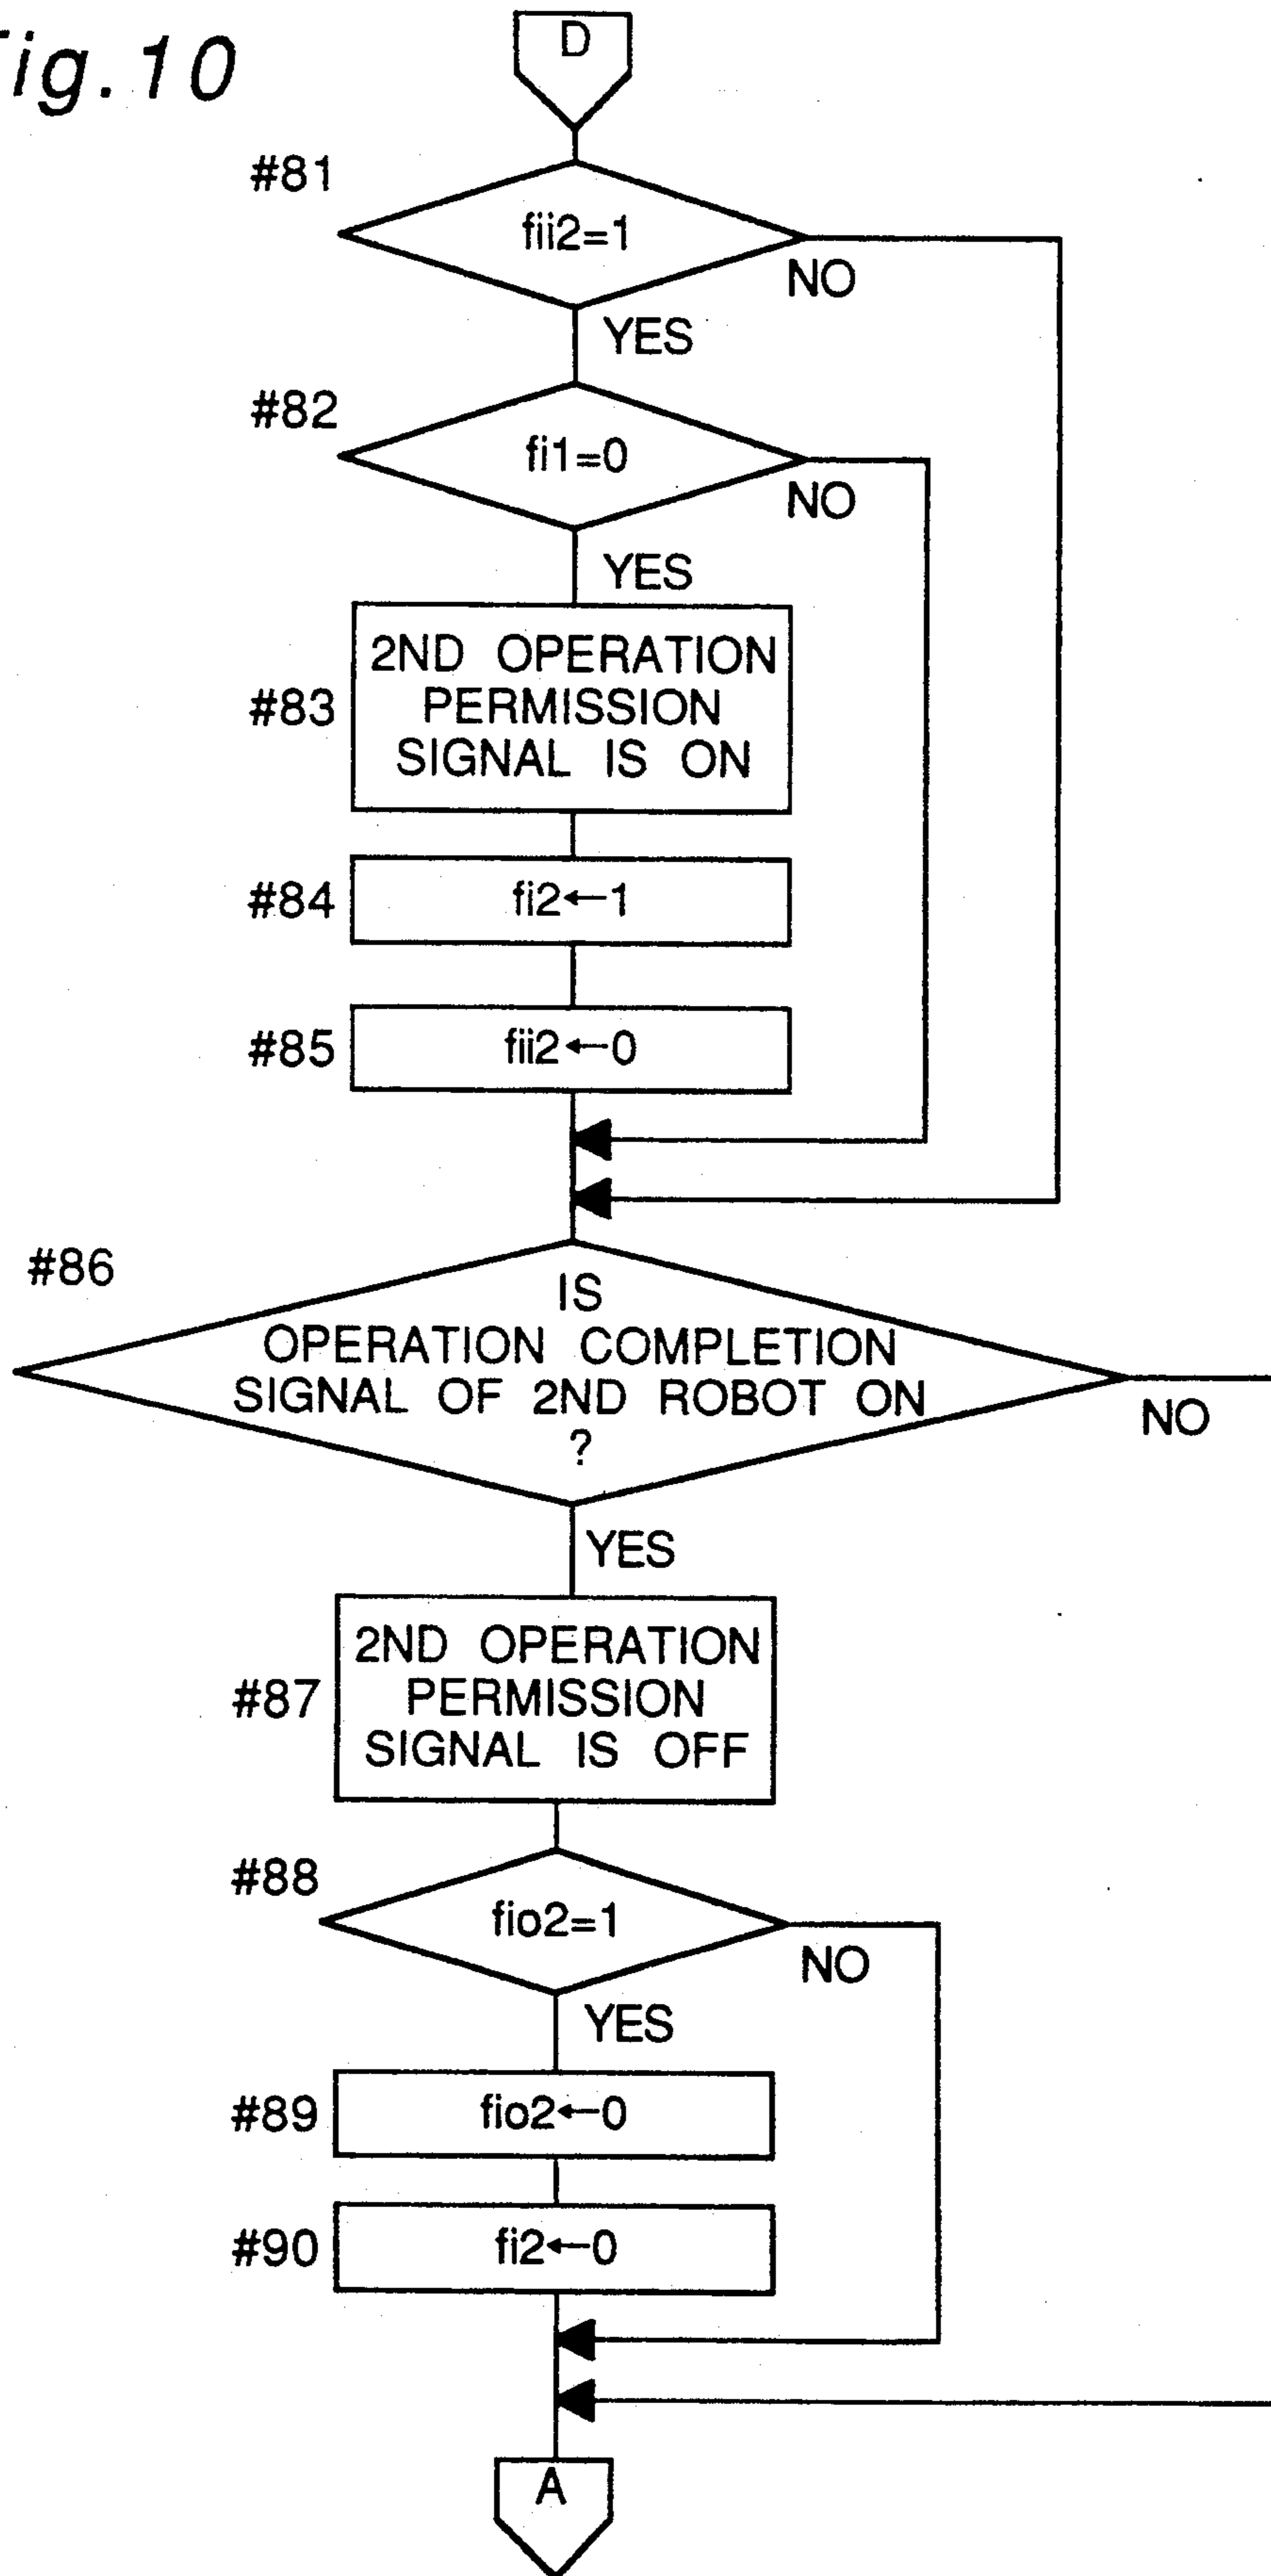 Fig.10
D
#81
fii2=1
NO
YES
#82
fi1=0
NO
YES
#83
2ND OPERATION
PERMISSION
SIGNAL IS ON
#84
fi2←1
#85
fii2←0
#86
IS
OPERATION COMPLETION
SIGNAL OF 2ND ROBOT ON
?
NO
YES
#87
2ND OPERATION
PERMISSION
SIGNAL IS OFF
#88
fio2=1
NO
YES
#89
fio2←0
#90
fi2←0
A